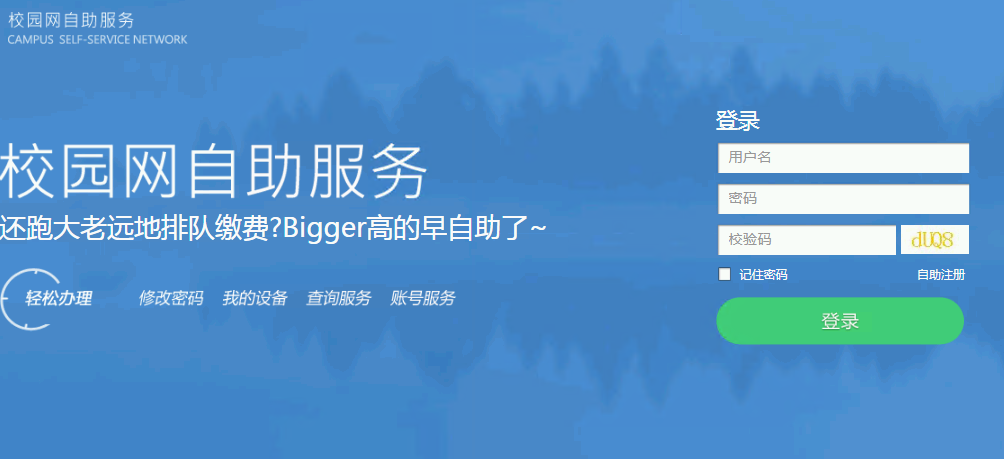 校园网自助服务
CAMPUS SELF-SERVICE NETWORK
校园网自助服务
还跑大老远地排队缴费?Bigger高的早自助了~
轻松办理 修改密码 我的设备 查询服务 账号服务
登录
用户名
密码
校验码 dUQ8
记住密码 自助注册
登录